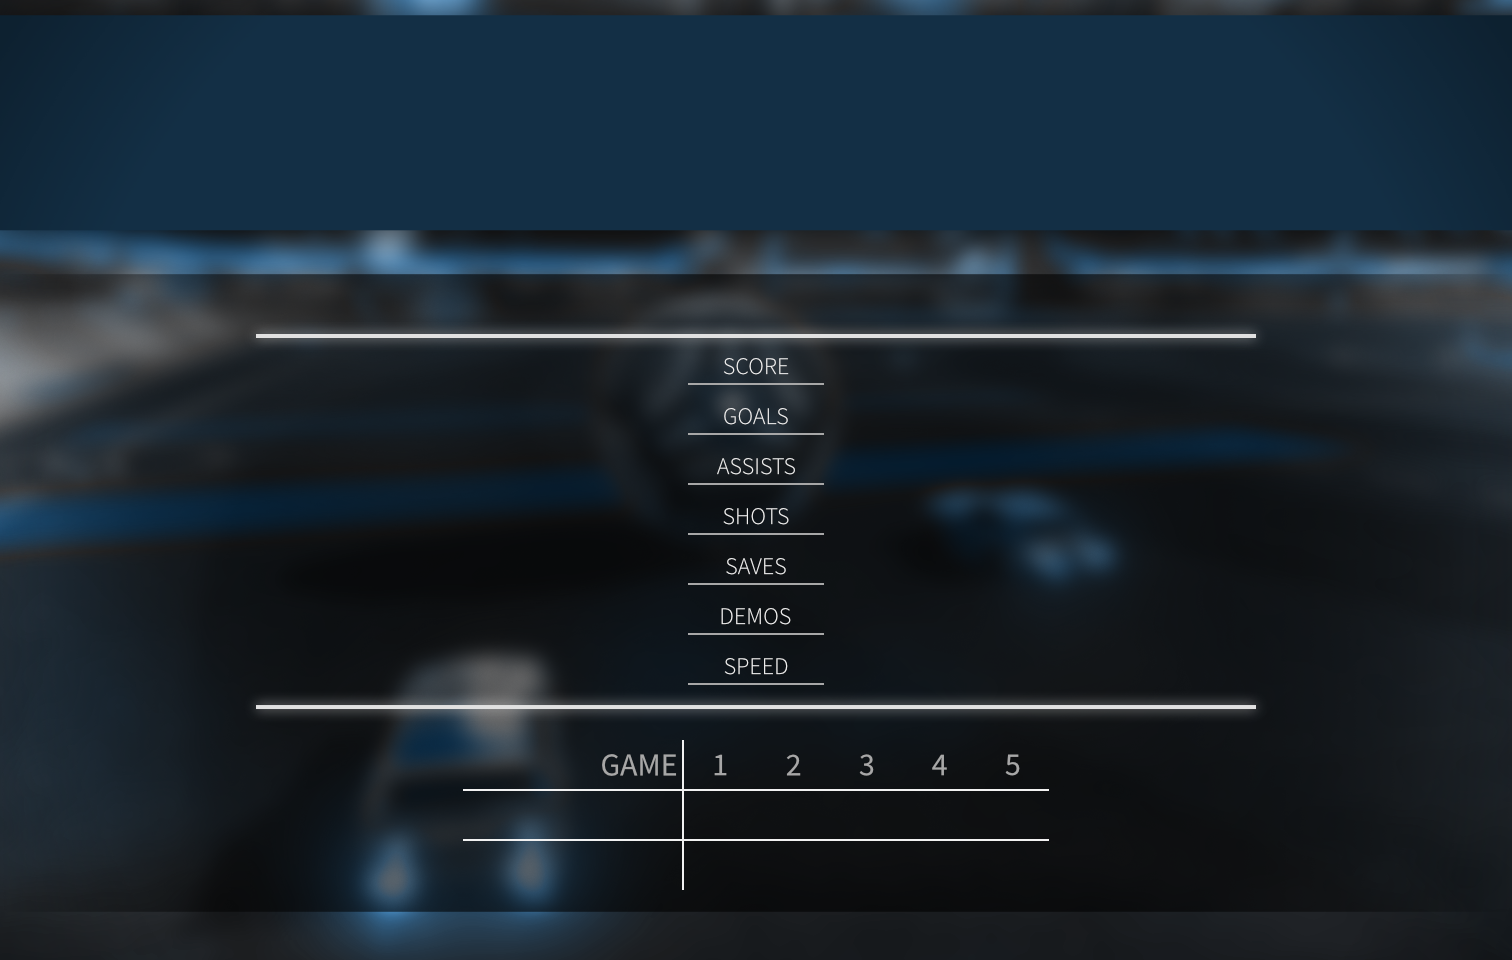 SCORE
GOALS
ASSISTS
SHOTS
SAVES
DEMOS
SPEED
GAME 1 2 3 4 5